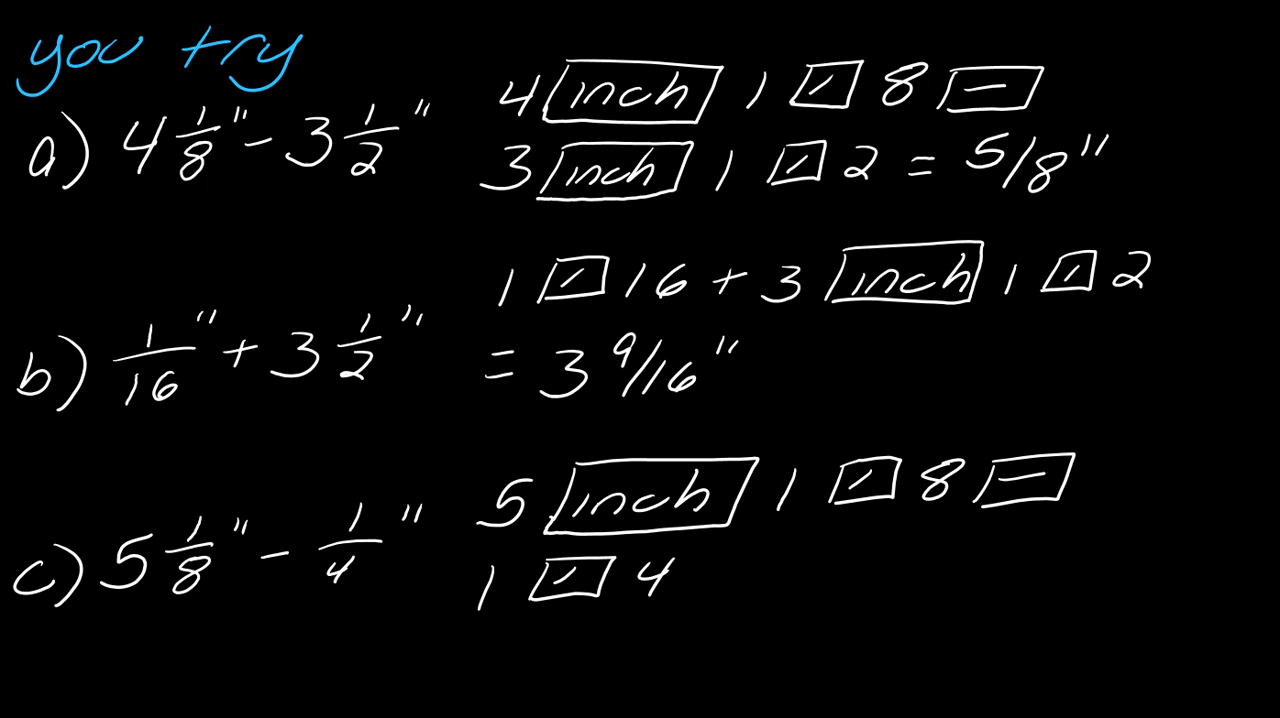 you try
a) 4 1/8" - 3 1/2"
4 [inch] 1 [/] 8 [-]
3 [inch] 1 [/] 2 = 5/8"
b) 1/16" + 3 1/2"
1 [/] 16 + 3 [inch] 1 [/] 2
= 3 9/16"
c) 5 1/8" - 1/4"
5 [inch] 1 [/] 8 [-]
1 [/] 4